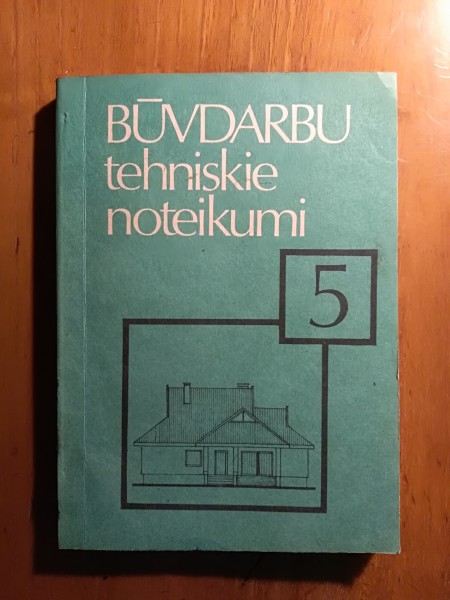 BŪVDARBU
tehniskie
noteikumi
5